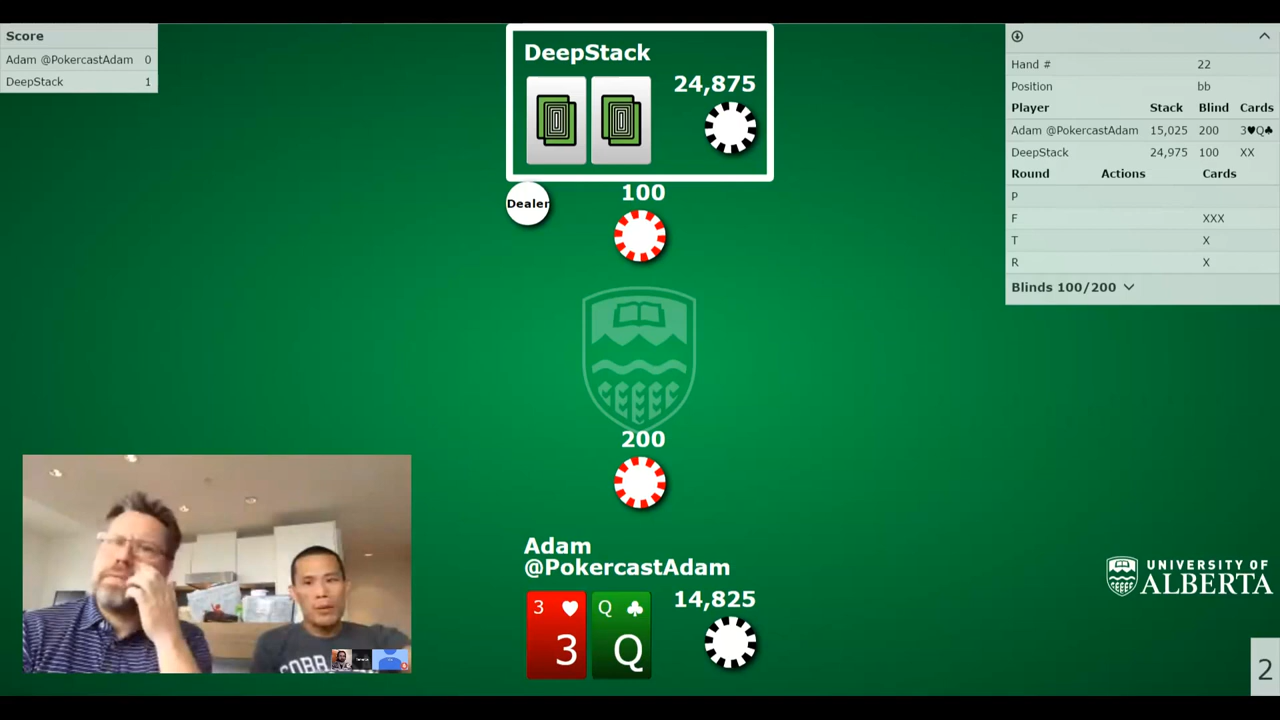 Score
Adam @PokercastAdam 0
DeepStack 1
DeepStack
24,875
Dealer
100
200
Adam
@PokercastAdam
14,825
3 ♥ Q ♣
3 Q
Hand # 22
Position bb
Player Stack Blind Cards
Adam @PokercastAdam 15,025 200 3♥Q♣
DeepStack 24,975 100 XX
Round Actions Cards
P
F XXX
T X
R X
Blinds 100/200
UNIVERSITY OF
ALBERTA
2
COBB